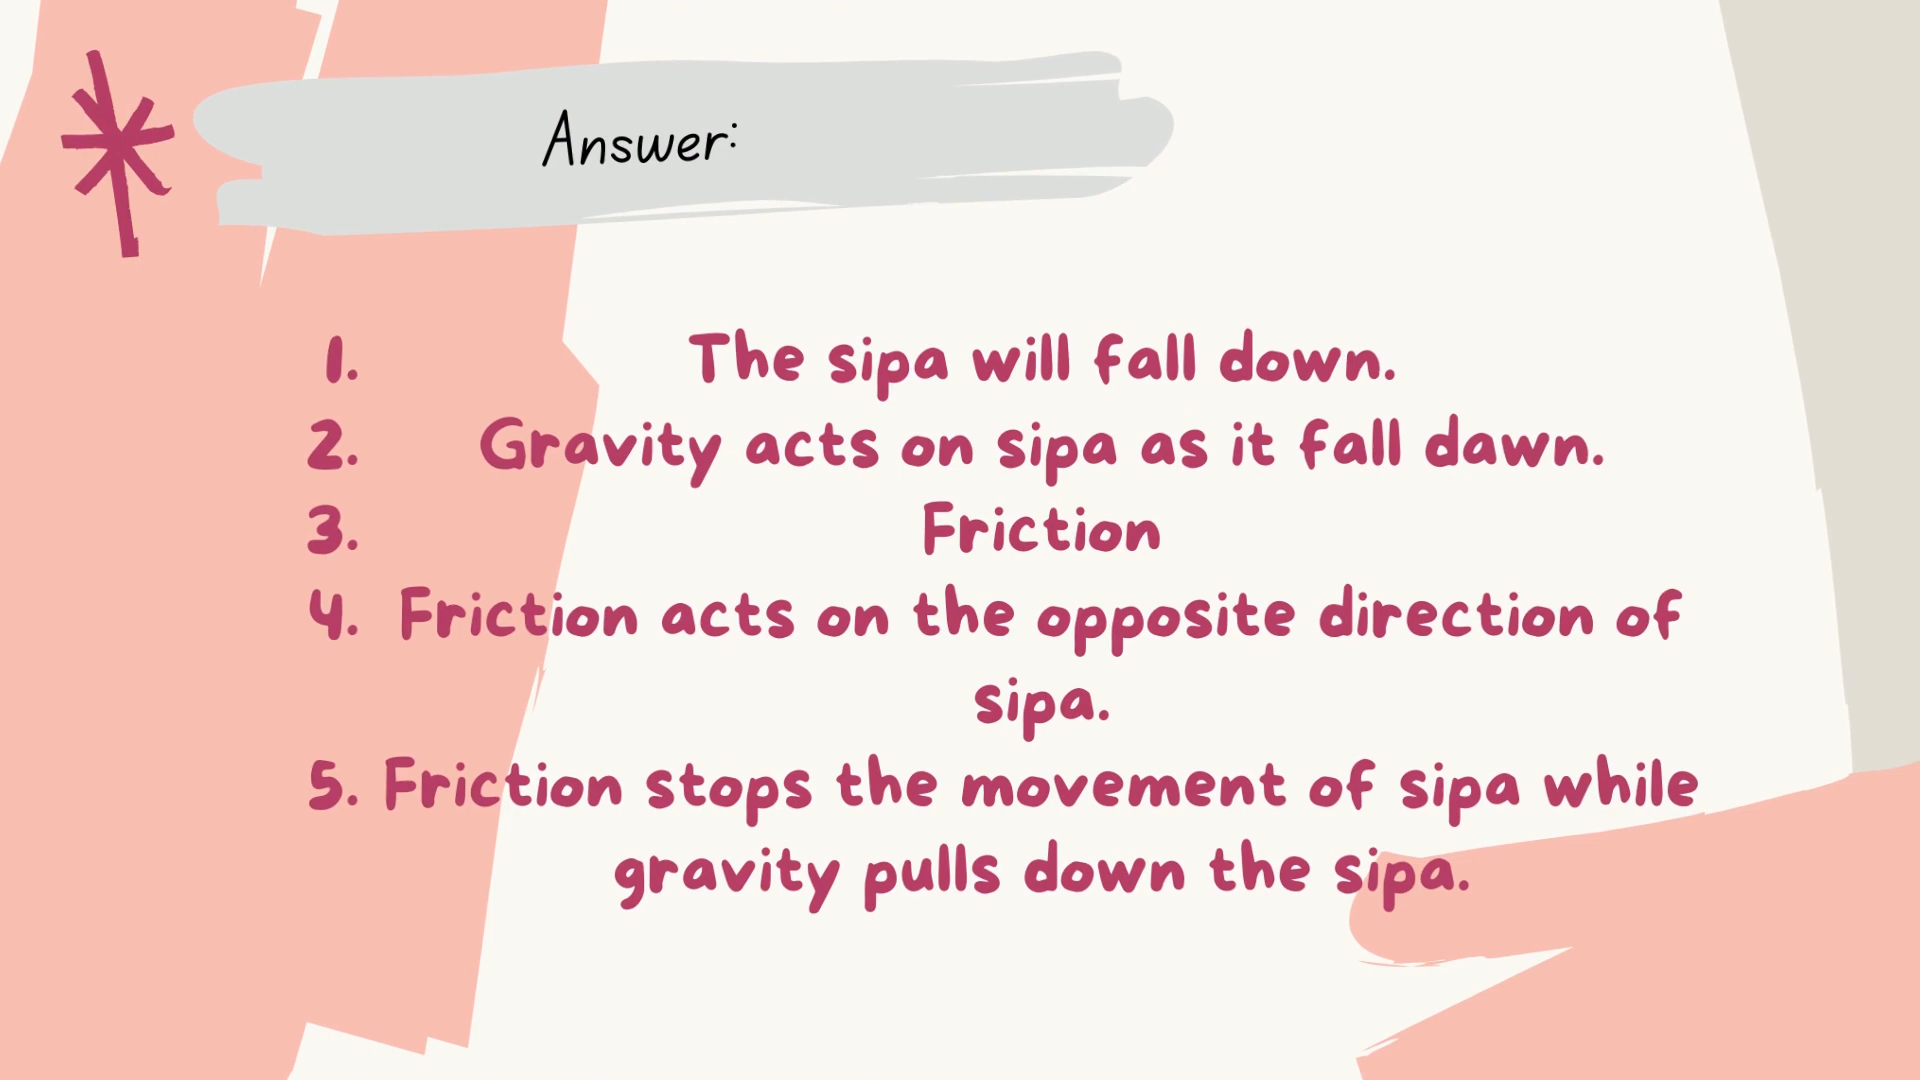 Answer:
1. The sipa will fall down.
2. Gravity acts on sipa as it fall dawn.
3. Friction
4. Friction acts on the opposite direction of
sipa.
5. Friction stops the movement of sipa while
gravity pulls down the sipa.